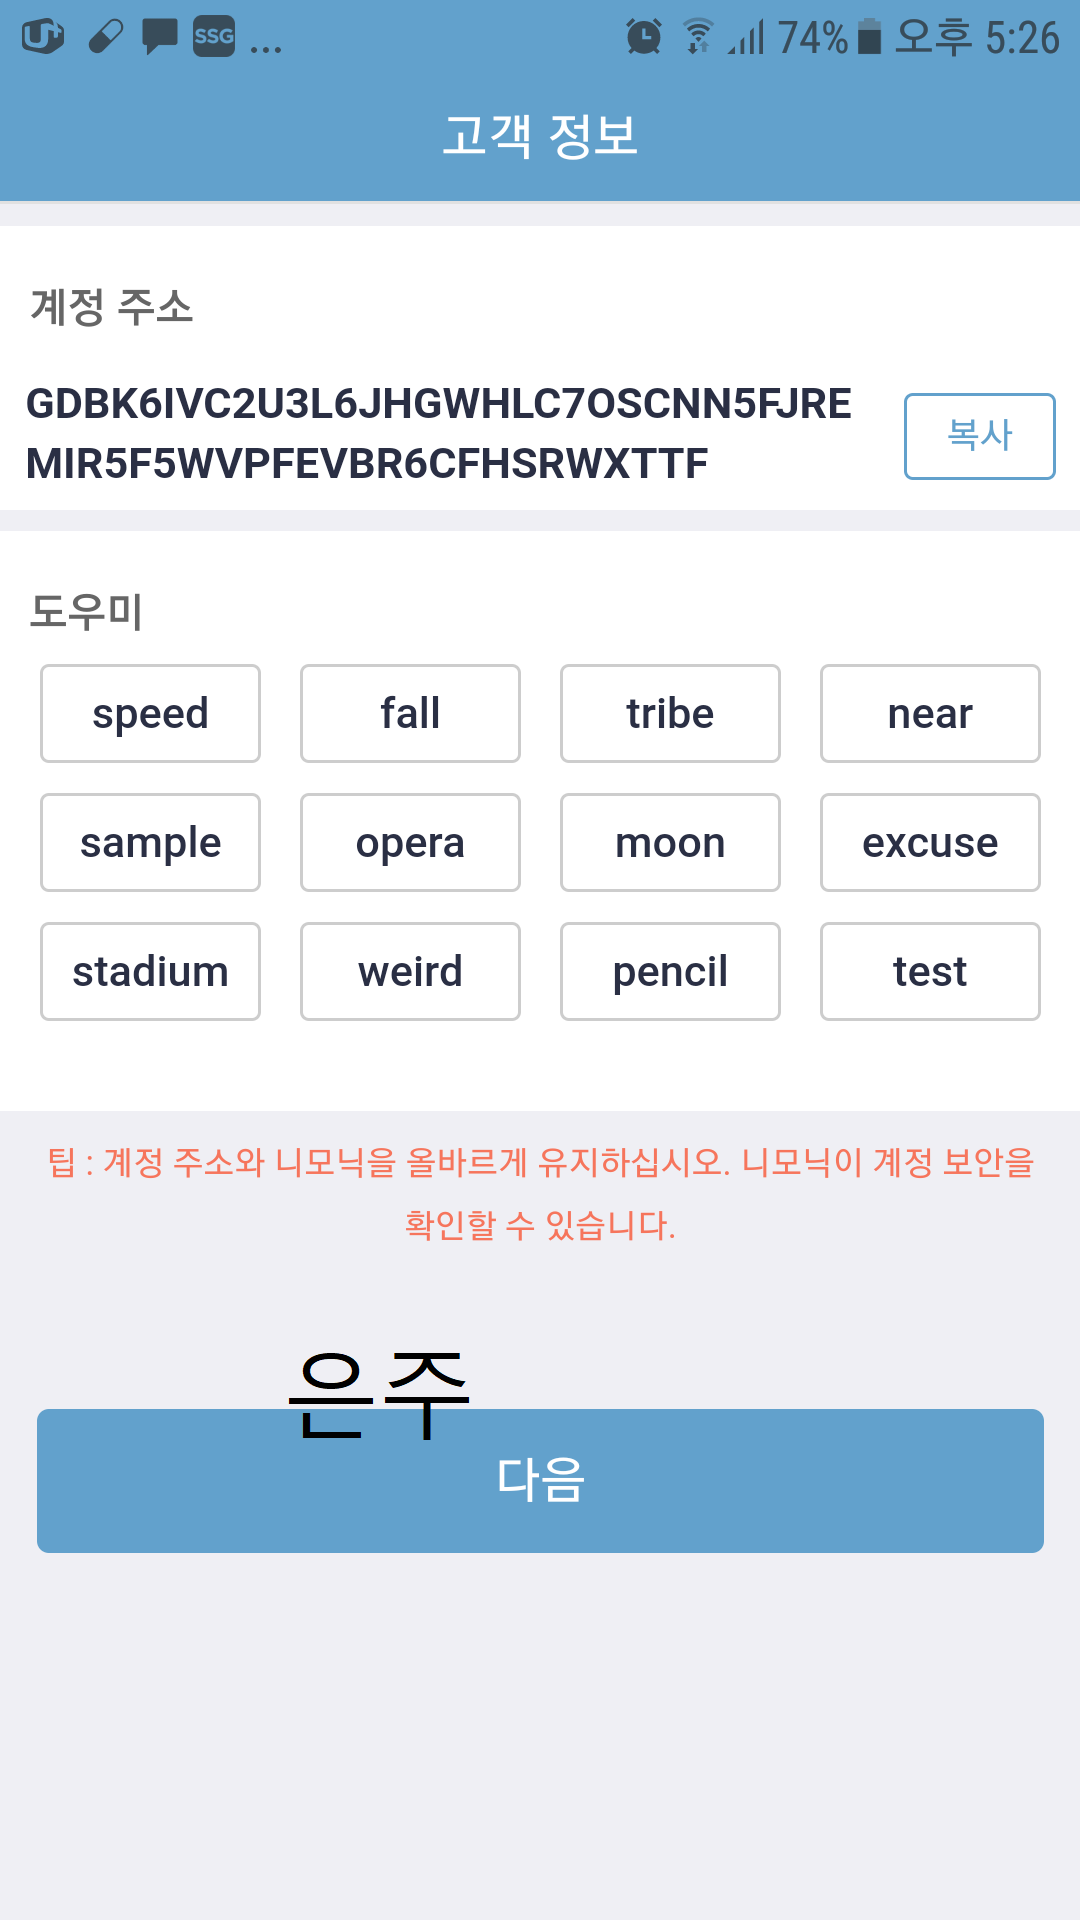 SSG ... 74% 오후 5:26
고객 정보
계정 주소
GDBK6IVC2U3L6JHGWHLC7OSCNN5FJRE
MIR5F5WVPFEVBR6CFHSRWXTTF
복사
도우미
speed fall tribe near
sample opera moon excuse
stadium weird pencil test
팁 : 계정 주소와 니모닉을 올바르게 유지하십시오. 니모닉이 계정 보안을
확인할 수 있습니다.
은주
다음